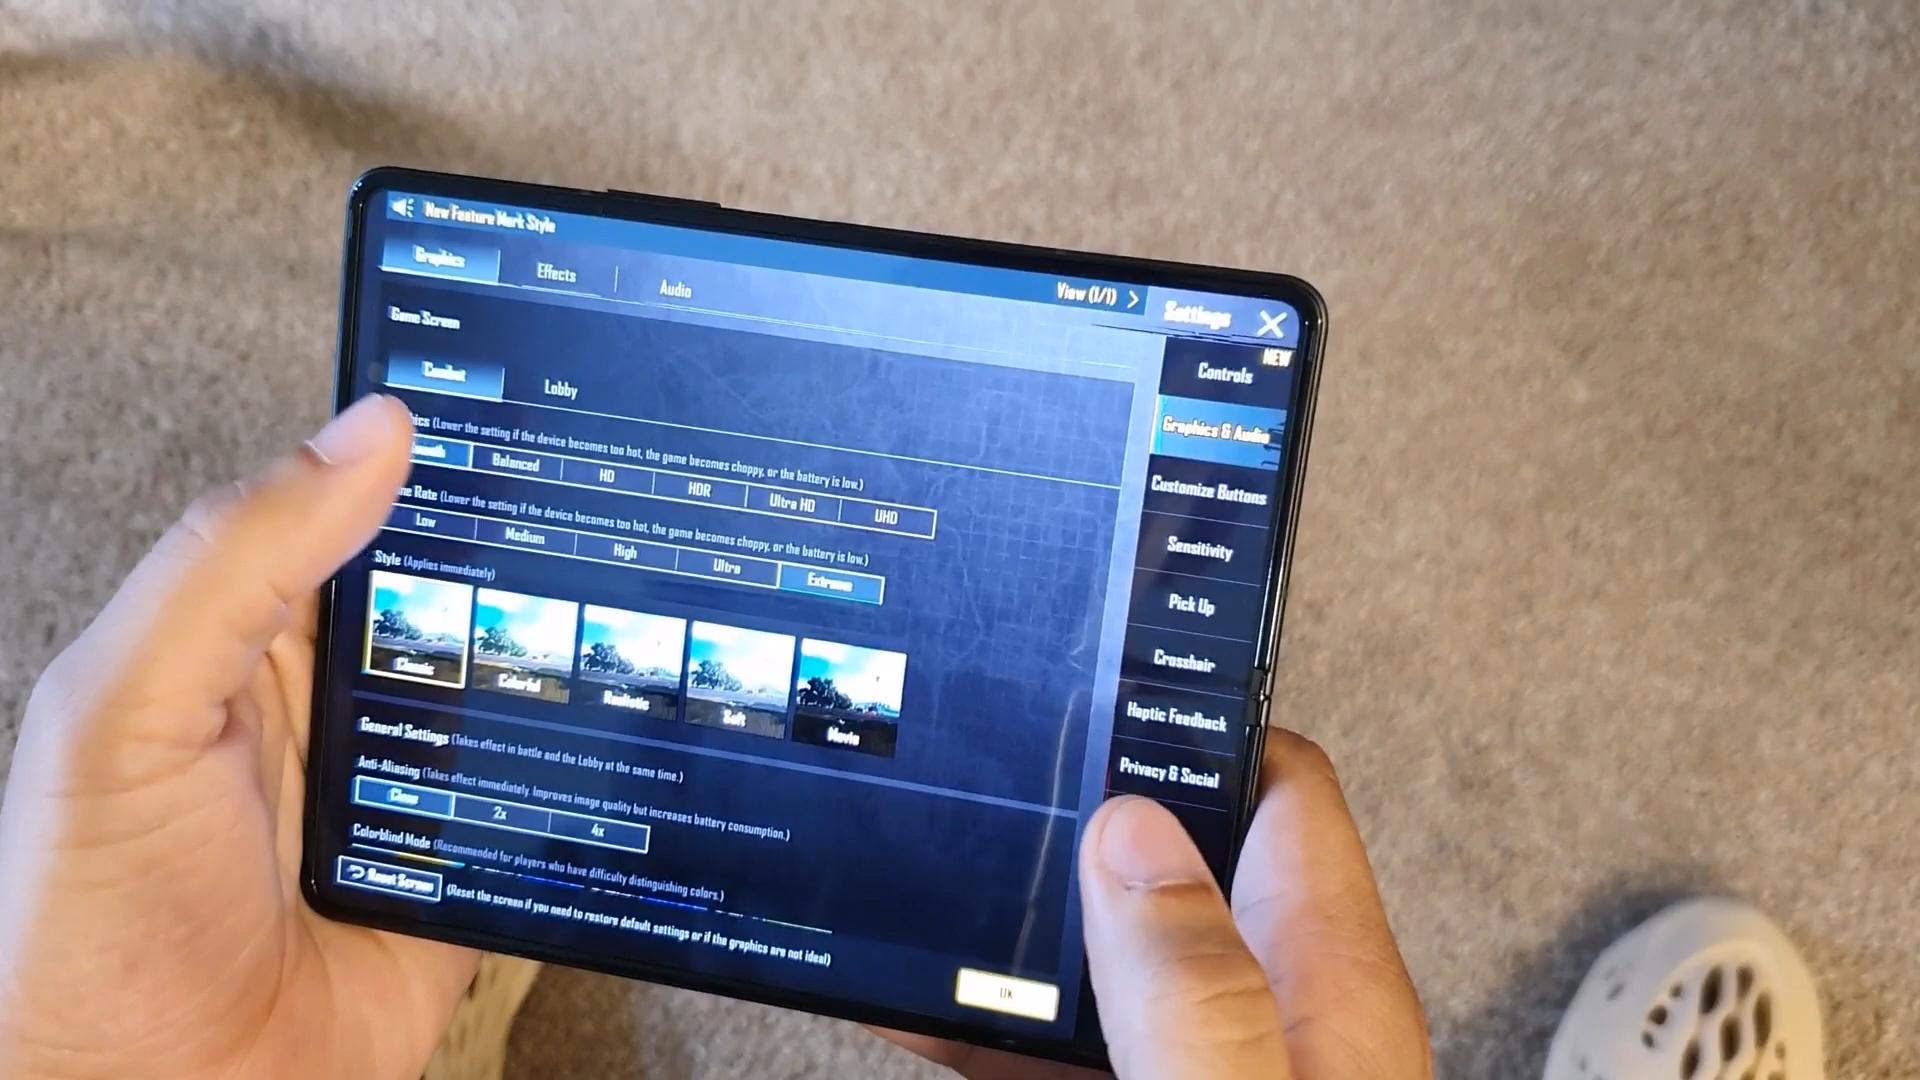 New Feature Mark Style
View (1/1)
Settings
Graphics
Effects
Audio
Game Screen
Combat
Lobby
(Lower the setting if the device becomes too hot, the game becomes choppy, or the battery is low.)
Balanced
HD
HDR
Ultra HD
UHD
Rate (Lower the setting if the device becomes too hot, the game becomes choppy, or the battery is low.)
Low
Medium
High
Ultra
Extreme
Style (Applies immediately)
Classic
Colorful
Realistic
Soft
Movie
General Settings (Takes effect in battle and the Lobby at the same time.)
Anti-Aliasing (Takes effect immediately. Improves image quality but increases battery consumption.)
Close
2x
4x
Colorblind Mode (Recommended for players who have difficulty distinguishing colors.)
Reset Screen
(Reset the screen if you need to restore default settings or if the graphics are not ideal)
OK
NEW
Controls
Graphics & Audio
Customize Buttons
Sensitivity
Pick Up
Crosshair
Haptic Feedback
Privacy & Social